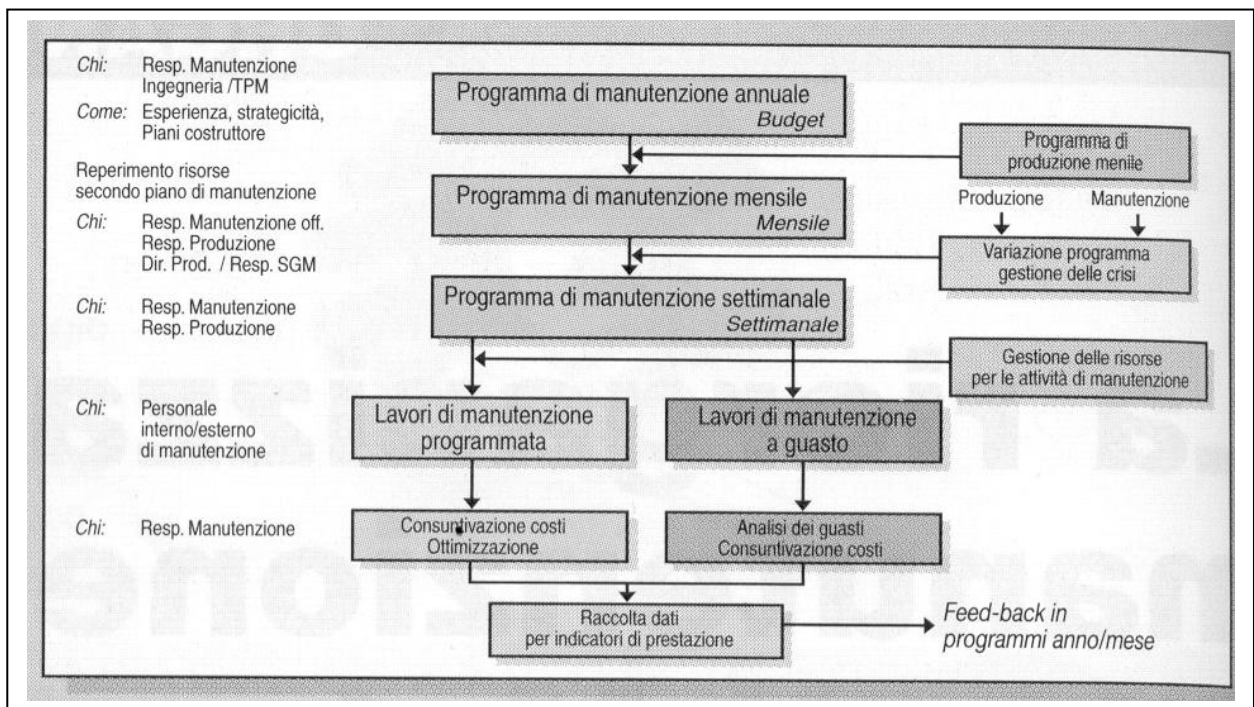 Chi: Resp. Manutenzione
Ingegneria /TPM
Come: Esperienza, strategicità,
Piani costruttore
Reperimento risorse
secondo piano di manutenzione
Chi: Resp. Manutenzione off.
Resp. Produzione
Dir. Prod. / Resp. SGM
Chi: Resp. Manutenzione
Resp. Produzione
Chi: Personale
interno/esterno
di manutenzione
Chi: Resp. Manutenzione
Programma di manutenzione annuale
Budget
Programma di manutenzione mensile
Mensile
Programma di manutenzione settimanale
Settimanale
Lavori di manutenzione
programmata
Lavori di manutenzione
a guasto
Consuntivazione costi
Ottimizzazione
Analisi dei guasti
Consuntivazione costi
Raccolta dati
per indicatori di prestazione
Feed-back in
programmi anno/mese
Programma di
produzione menile
Produzione Manutenzione
Variazione programma
gestione delle crisi
Gestione delle risorse
per le attività di manutenzione